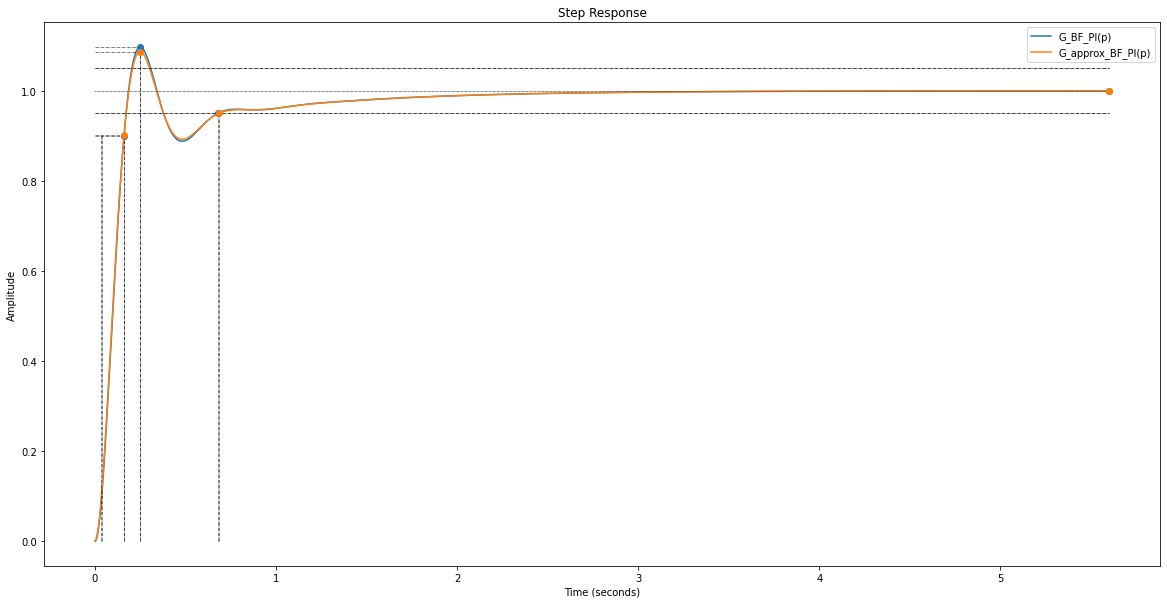 Step Response
G_BF_PI(p)
G_approx_BF_PI(p)
Amplitude
1.0
0.8
0.6
0.4
0.2
0.0
0 1 2 3 4 5
Time (seconds)